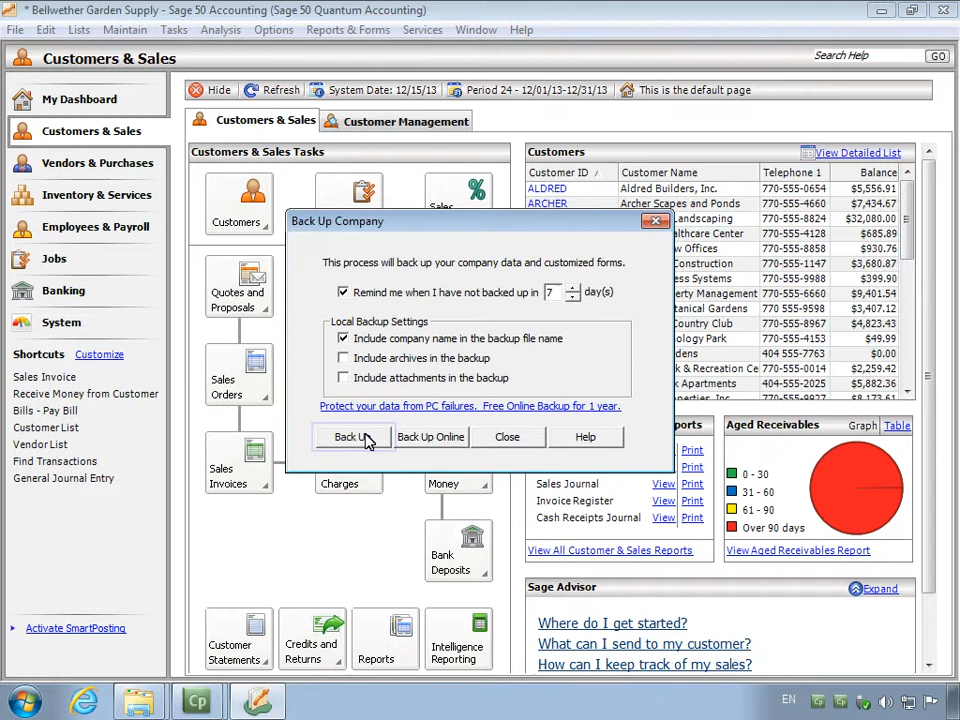 * Bellwether Garden Supply - Sage 50 Accounting (Sage 50 Quantum Accounting)
File Edit Lists Maintain Tasks Analysis Options Reports & Forms Services Window Help
Customers & Sales
Search Help GO
My Dashboard
Customers & Sales
Vendors & Purchases
Inventory & Services
Employees & Payroll
Jobs
Banking
System
Shortcuts Customize
Sales Invoice
Receive Money from Customer
Bills - Pay Bill
Customer List
Vendor List
Find Transactions
General Journal Entry
Activate SmartPosting
Hide Refresh System Date: 12/15/13 Period 24 - 12/01/13-12/31/13 This is the default page
Customers & Sales Customer Management
Customers & Sales Tasks
Customers
Sales
Quotes and
Proposals
Sales
Orders
Sales
Invoices
Charges
Money
Bank
Deposits
Customer
Statements
Credits and
Returns
Reports
Intelligence
Reporting
Back Up Company
This process will back up your company data and customized forms.
Remind me when I have not backed up in 7 day(s)
Local Backup Settings
Include company name in the backup file name
Include archives in the backup
Include attachments in the backup
Protect your data from PC failures. Free Online Backup for 1 year.
Back Up Back Up Online Close Help
Customers View Detailed List
Customer ID / Customer Name Telephone 1 Balance
ALDRED Aldred Builders, Inc. 770-555-0654 $5,556.91
ARCHER Archer Scapes and Ponds 770-555-4660 $7,434.67
Landscaping 770-555-8824 $32,080.00
althcare Center 770-555-4128 $685.89
w Offices 770-555-8858 $930.76
Construction 770-555-1147 $3,680.87
ess Systems 770-555-9988 $399.90
erty Management 770-555-6660 $9,401.54
tanical Gardens 770-555-3668 $7,312.07
Country Club 770-555-8967 $4,823.43
nology Park 770-555-4331 $49.99
dens 404-555-7763 $0.00
k & Recreation Ce 770-555-9142 $2,259.42
k Apartments 770-555-2313 $5,882.36
ports
View Print
View Print
Sales Journal View Print
Invoice Register View Print
Cash Receipts Journal View Print
View All Customer & Sales Reports
Aged Receivables Graph Table
0 - 30
31 - 60
61 - 90
Over 90 days
View Aged Receivables Report
Sage Advisor Expand
Where do I get started?
What can I send to my customer?
How can I keep track of my sales?
Cp
EN